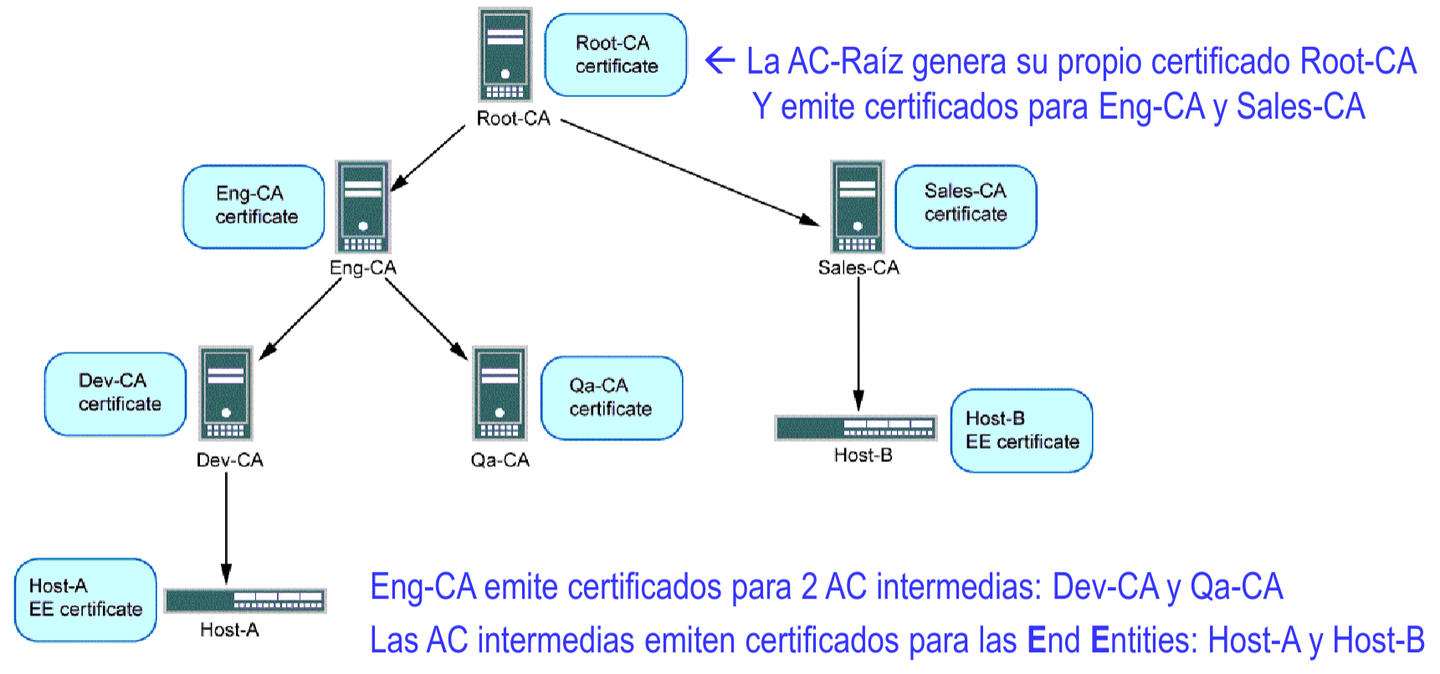 Root-CA
certificate
← La AC-Raíz genera su propio certificado Root-CA
Y emite certificados para Eng-CA y Sales-CA
Root-CA
Eng-CA
certificate
Sales-CA
certificate
Eng-CA
Sales-CA
Dev-CA
certificate
Qa-CA
certificate
Host-B
EE certificate
Dev-CA
Qa-CA
Host-B
Host-A
EE certificate
Host-A
Eng-CA emite certificados para 2 AC intermedias: Dev-CA y Qa-CA
Las AC intermedias emiten certificados para las End Entities: Host-A y Host-B